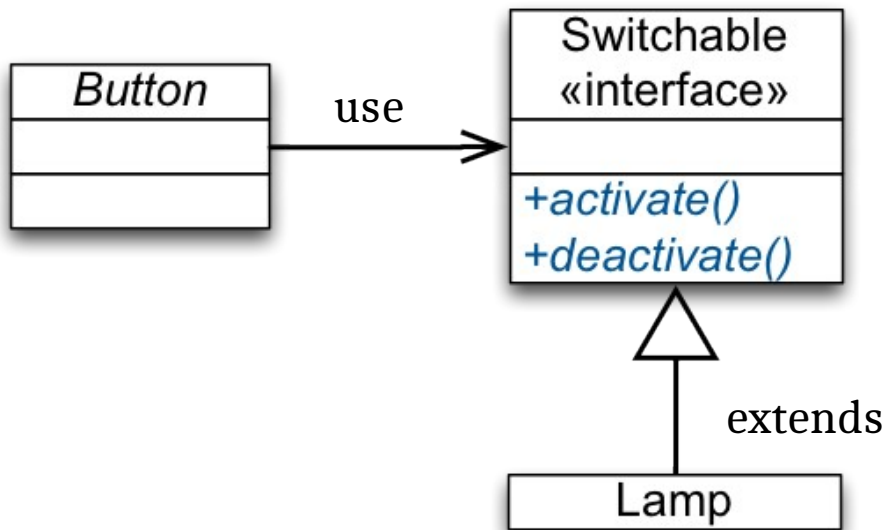 Button
use
Switchable
«interface»
+activate()
+deactivate()
extends
Lamp